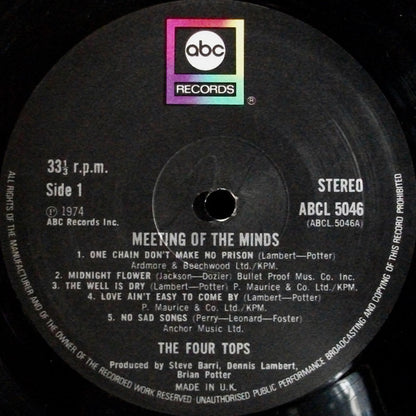 abc
RECORDS
®
33⅓ r.p.m.
Side 1
Ⓟ 1974
ABC Records Inc.
STEREO
ABCL 5046
(ABCL.5046A)
MEETING OF THE MINDS
1. ONE CHAIN DON'T MAKE NO PRISON (Lambert—Potter)
Ardmore & Beechwood Ltd./KPM.
2. MIDNIGHT FLOWER (Jackson—Dozier) Bullet Proof Mus. Co. Inc.
3. THE WELL IS DRY (Lambert—Potter) P. Maurice & Co. Ltd./KPM.
4. LOVE AIN'T EASY TO COME BY (Lambert—Potter)
P. Maurice & Co. Ltd./KPM.
5. NO SAD SONGS (Perry—Leonard—Foster)
Anchor Music Ltd.
THE FOUR TOPS
Produced by Steve Barri, Dennis Lambert,
Brian Potter
MADE IN U.K.
ALL RIGHTS OF THE MANUFACTURER AND OF THE OWNER OF THE RECORDED WORK RESERVED—UNAUTHORISED PUBLIC PERFORMANCE BROADCASTING AND COPYING OF THIS RECORD PROHIBITED